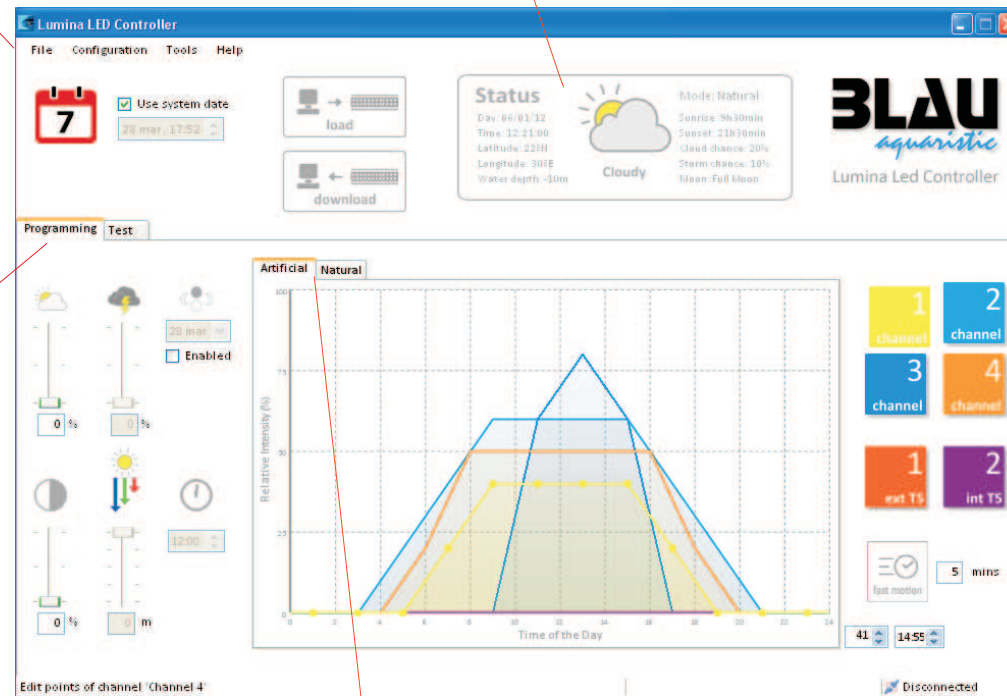 Lumina LED Controller
File Configuration Tools Help
7
Use system date
28 mar. 17:52
load
download
Status
Day: 06/01/12
Time: 12:21:00
Longitude: 30ºE
Water depth: -10m
Cloudy
Mode: Natural
Sunrise: 9h30min
Sunset: 21h30min
Cloud chance: 20%
Storm chance: 10%
Moon: Full Moon
BLAU
aquaristic
Lumina Led Controller
Programming Test
28 mar
Enabled
0 %
0 %
12:00
0 %
0 m
Artificial Natural
Relative Intensity (%)
100
75
50
25
0
0 2 4 6 8 10 12 14 16 18 20 22 24
Time of the Day
1 channel
2 channel
3 channel
4 channel
1 ext T5
2 int T5
fast motion
5 mins
41 14:55
Edit points of channel 'Channel 4'
Disconnected